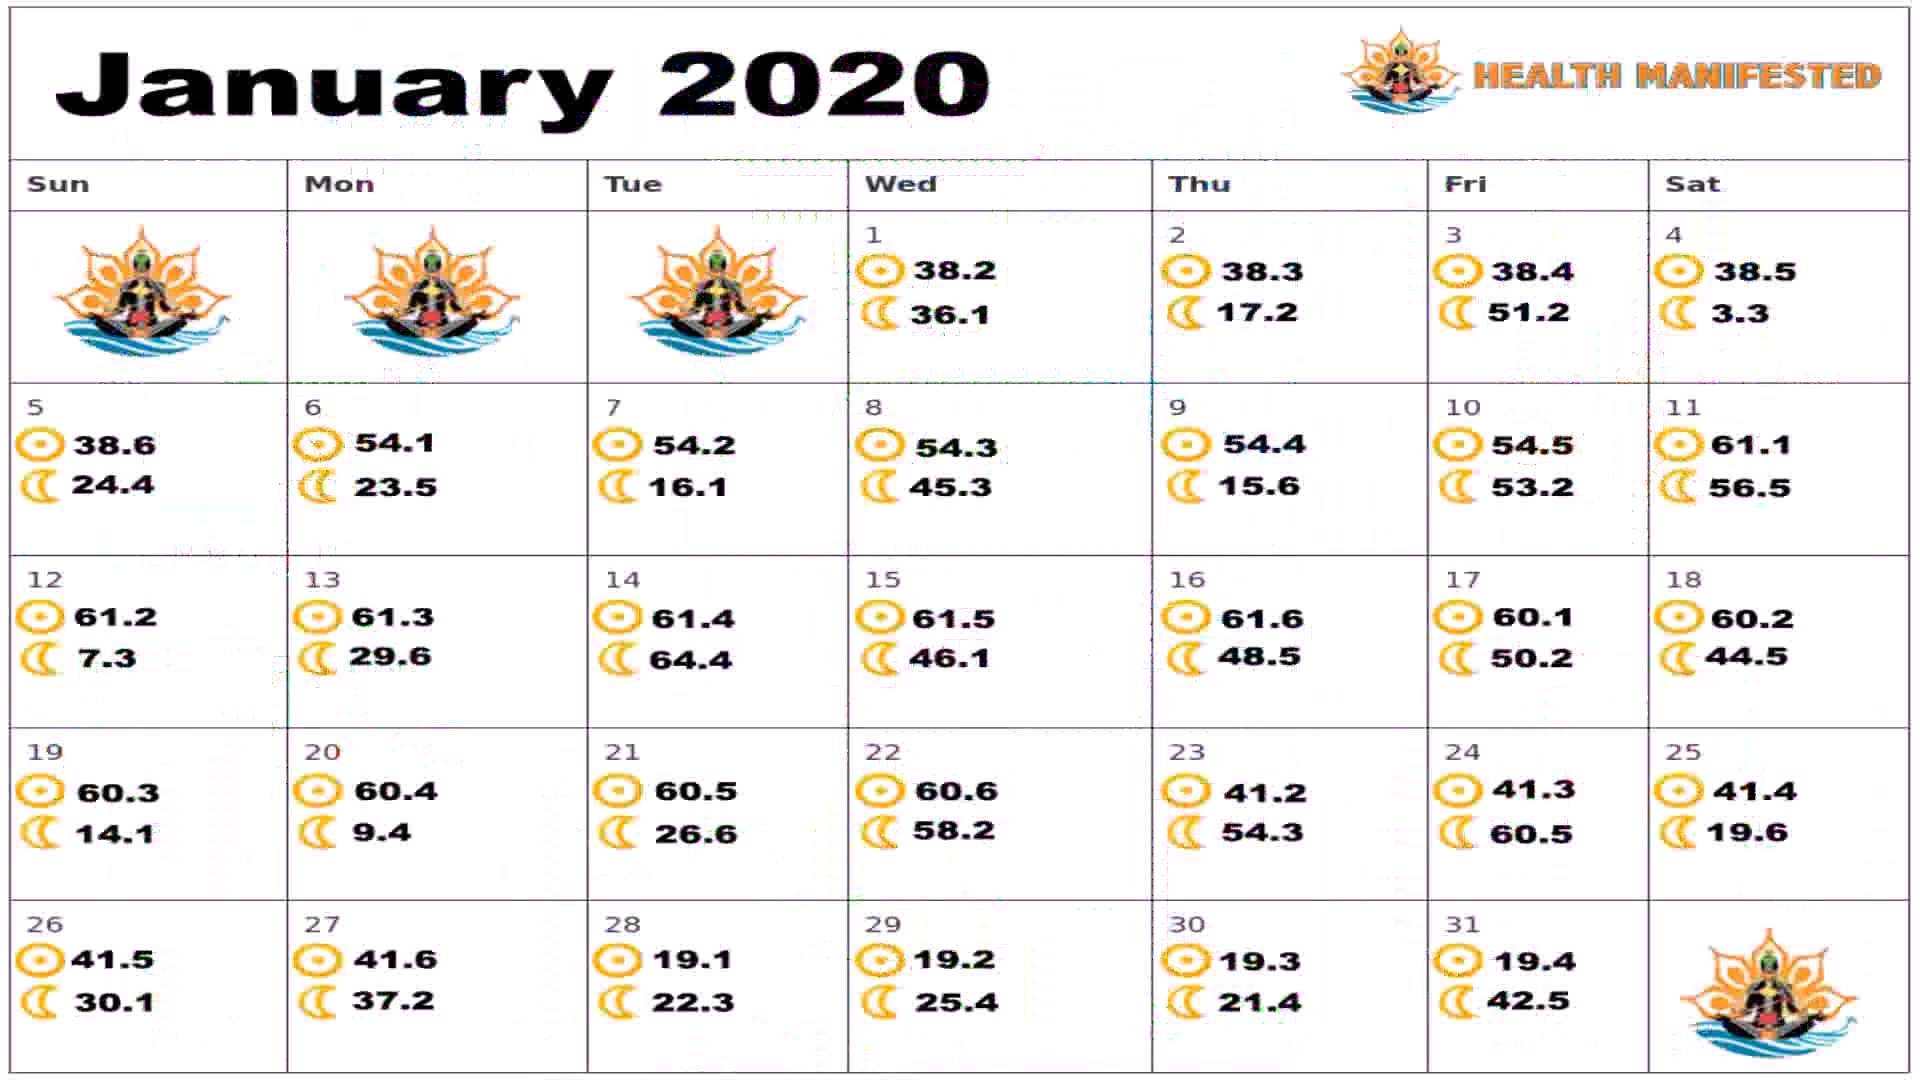 January 2020
HEALTH MANIFESTED
Sun Mon Tue Wed Thu Fri Sat
1 2 3 4
38.2 38.3 38.4 38.5
36.1 17.2 51.2 3.3
5 6 7 8 9 10 11
38.6 54.1 54.2 54.3 54.4 54.5 61.1
24.4 23.5 16.1 45.3 15.6 53.2 56.5
12 13 14 15 16 17 18
61.2 61.3 61.4 61.5 61.6 60.1 60.2
7.3 29.6 64.4 46.1 48.5 50.2 44.5
19 20 21 22 23 24 25
60.3 60.4 60.5 60.6 41.2 41.3 41.4
14.1 9.4 26.6 58.2 54.3 60.5 19.6
26 27 28 29 30 31
41.5 41.6 19.1 19.2 19.3 19.4
30.1 37.2 22.3 25.4 21.4 42.5